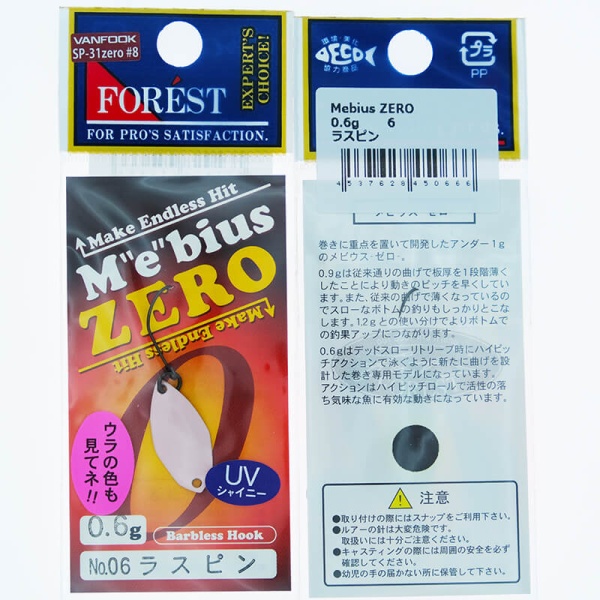 VANFOOK
SP-31zero #8
FORÉST
FOR PRO'S SATISFACTION.
EXPERT'S
CHOICE!
Make Endless Hit
M"e"bius
ZERO
Make Endless
Hit
ウラの色も
見てネ!!
UV
シャイニー
0.6g
Barbless Hook
No.06 ラスピン
環境・美化
DECO
協力商品
プラ
PP
Mebius ZERO
0.6g 6
ラスピン
4537628450666
メビウス-ゼロ-
巻きに重点を置いて開発したアンダー1g
のメビウス-ゼロ-。
0.9gは従来通りの曲げで板厚を1段階薄く
したことにより動きのピッチを早くしてい
ます。また、従来の曲げで薄くなっているの
でスローなボトムの釣りもしっかりとこな
します。1.2gとの使い分けでよりボトムで
の釣果アップにつながります。
0.6gはデッドスローリトリーブ時にハイピ
ッチアクションで泳ぐように新たに曲げを設
計した巻き専用モデルになっています。
アクションはハイピッチロールで活性の落
ち気味な魚に有効な動きになっています。
注意
●取り付けの際にはスナップをご利用下さい。
●ルアーの針は大変危険です。
取扱いには十分ご注意ください。
●キャスティングの際には周囲の安全を必ず
確認してください。
●幼児の手の届かない所に保管して下さい。